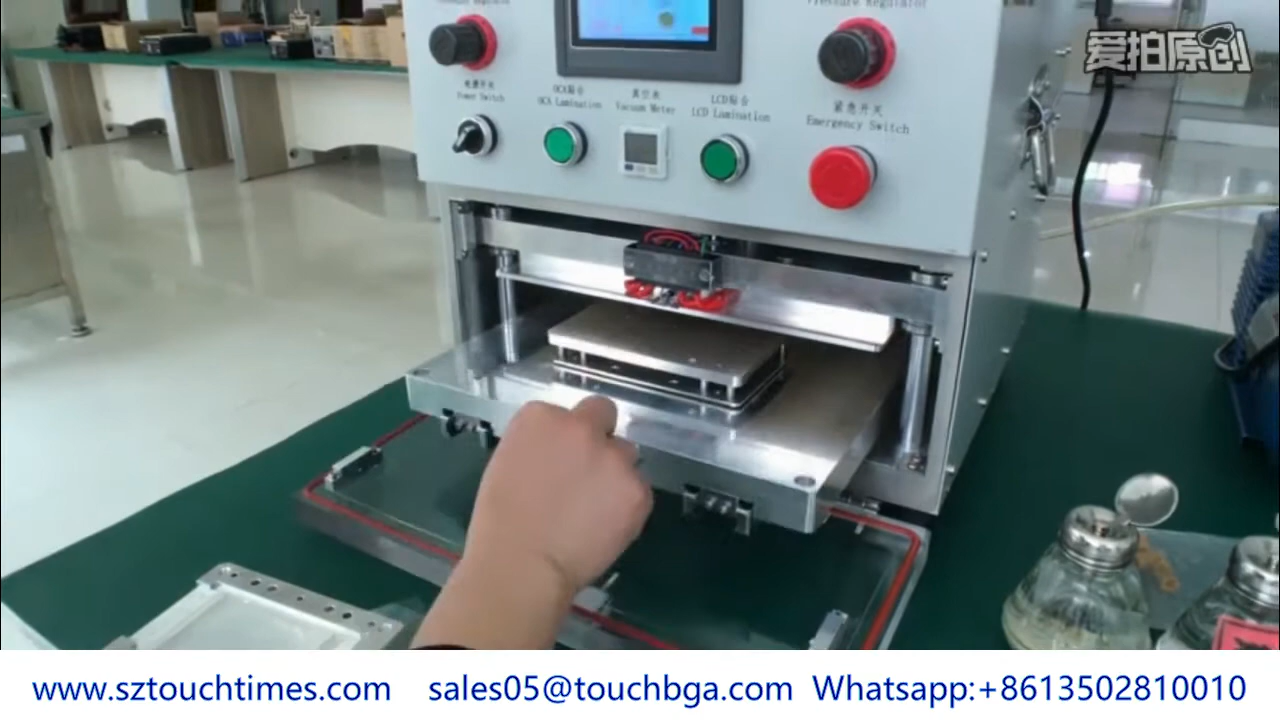 Pressure Regulator
爱拍原创
电源开关
Power Switch
OCA贴合
OCA Lamination
真空表
Vacuum Meter
LCD贴合
LCD Lamination
紧急开关
Emergency Switch
www.sztouchtimes.com sales05@touchbga.com Whatsapp:+8613502810010